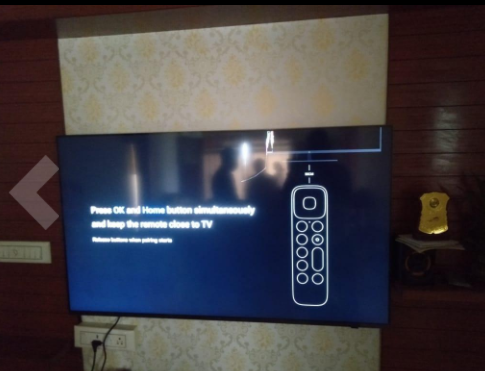 Press OK and Home button simultaneously
and keep the remote close to TV
Release buttons when pairing starts